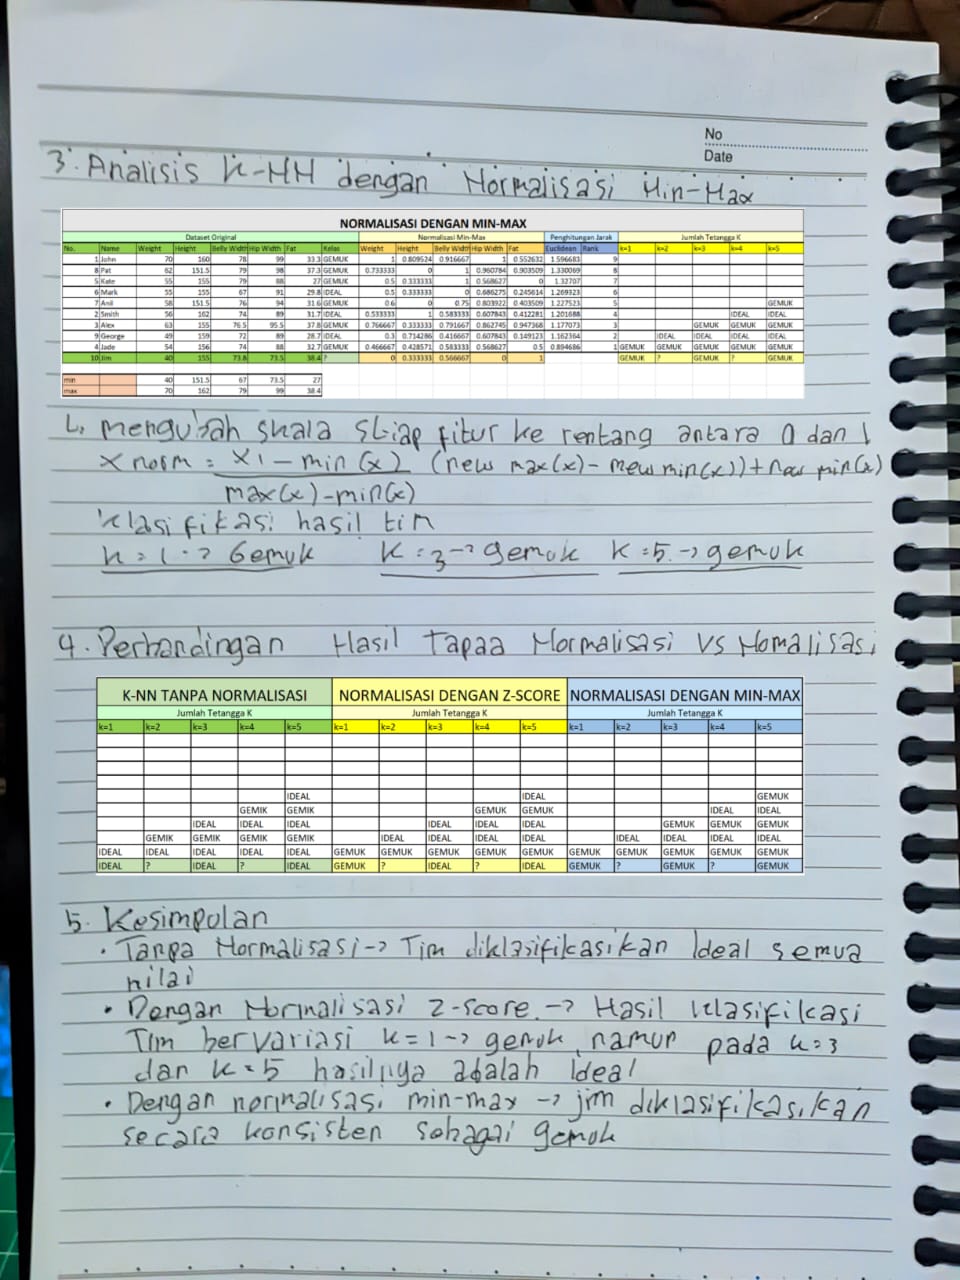 No
Date
3. Analisis k-NN dengan Normalisasi Min-Max
NORMALISASI DENGAN MIN-MAX
Dataset Original Normalisasi Min-Max Penghitungan Jarak Jumlah Tetangga K
No. Name Weight Height Belly Width Hip Width Fat Kelas Weight Height Belly Width Hip Width Fat Euclidean Rank k=1 k=2 k=3 k=4 k=5
1 John 70 160 78 99 33.3 GEMUK 1 0.809524 0.916667 1 0.552632 1.596683 9
8 Pat 62 151.5 79 98 37.3 GEMUK 0.733333 0 1 0.960784 0.903509 1.330069 8
5 Kate 55 155 79 88 27 GEMUK 0.5 0.333333 1 0.568627 0 1.32707 7
6 Mark 55 155 67 91 29.8 IDEAL 0.5 0.333333 0 0.686275 0.245614 1.269323 6
7 Anil 58 151.5 76 94 31.6 GEMUK 0.6 0 0.75 0.803922 0.403509 1.227523 5 GEMUK
2 Smith 56 162 74 89 31.7 IDEAL 0.533333 1 0.583333 0.607843 0.412281 1.201688 4 IDEAL IDEAL
3 Alex 63 155 76.5 95.5 37.8 GEMUK 0.766667 0.333333 0.791667 0.862745 0.947368 1.177073 3 GEMUK GEMUK GEMUK
9 George 49 159 72 89 28.7 IDEAL 0.3 0.714286 0.416667 0.607843 0.149123 1.162364 2 IDEAL IDEAL IDEAL IDEAL
4 Jade 54 156 74 88 32.7 GEMUK 0.466667 0.428571 0.583333 0.568627 0.5 0.894686 1 GEMUK GEMUK GEMUK GEMUK GEMUK
10 Jim 40 155 73.8 73.5 38.4 ? 0 0.333333 0.566667 0 1 GEMUK ? GEMUK ? GEMUK
min 40 151.5 67 73.5 27
max 70 162 79 99 38.4
↳ mengubah skala setiap fitur ke rentang antara 0 dan 1
X norm = X1 - min (x) (new max(x) - new min(x)) + new min(x)
max(x) - min(x)
klasifikasi hasil tim
k = 1 -> Gemuk k = 3 -> gemuk k = 5 -> gemuk
4. Perbandingan Hasil Tapaa Normalisasi vs Nomalisasi
K-NN TANPA NORMALISASI NORMALISASI DENGAN Z-SCORE NORMALISASI DENGAN MIN-MAX
Jumlah Tetangga K Jumlah Tetangga K Jumlah Tetangga K
k=1 k=2 k=3 k=4 k=5 k=1 k=2 k=3 k=4 k=5 k=1 k=2 k=3 k=4 k=5
IDEAL IDEAL GEMUK
GEMIK GEMIK GEMUK GEMUK IDEAL IDEAL
IDEAL IDEAL IDEAL IDEAL IDEAL IDEAL GEMUK GEMUK GEMUK
GEMIK GEMIK GEMIK GEMIK IDEAL IDEAL IDEAL IDEAL IDEAL IDEAL IDEAL IDEAL
IDEAL IDEAL IDEAL IDEAL IDEAL GEMUK GEMUK GEMUK GEMUK GEMUK GEMUK GEMUK GEMUK GEMUK GEMUK
IDEAL ? IDEAL ? IDEAL GEMUK ? IDEAL ? IDEAL GEMUK ? GEMUK ? GEMUK
5. Kesimpulan
• Tanpa Normalisasi -> Tim diklasifikasikan Ideal semua
nilai
• Dengan Normalisasi Z-score -> Hasil klasifikasi
Tim bervariasi k = 1 -> gemuk, namun pada k = 3
dan k = 5 hasilnya adalah Ideal
• Dengan normalisasi min-max -> jim diklasifikasikan
secara konsisten sebagai gemuk